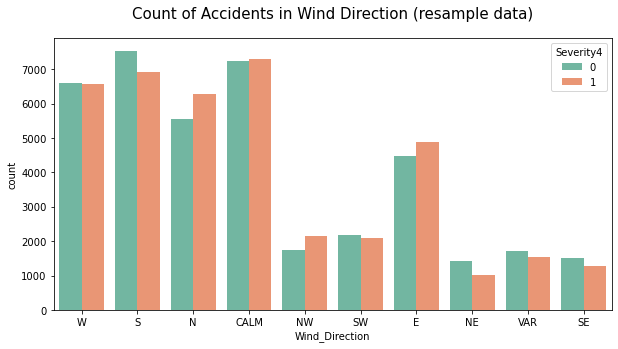 Count of Accidents in Wind Direction (resample data)
Severity4
0
1
7000
6000
5000
4000
3000
2000
1000
0
count
W S N CALM NW SW E NE VAR SE
Wind_Direction